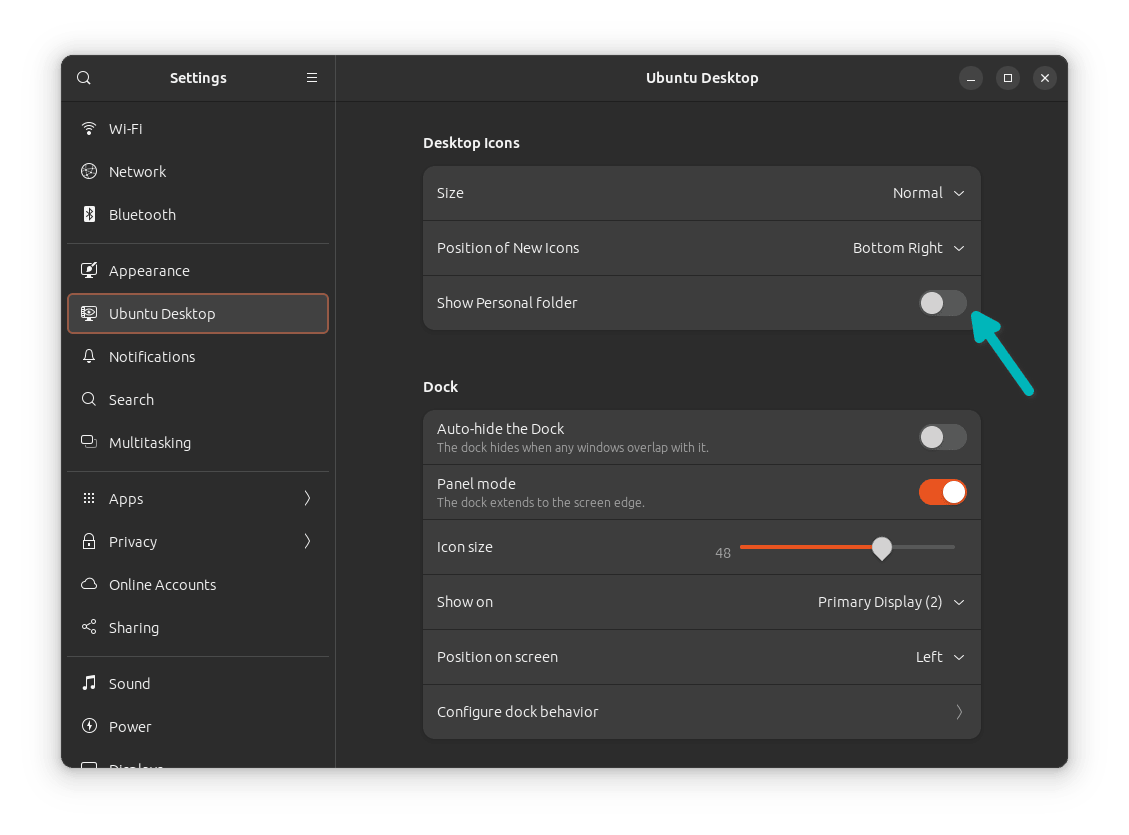 Settings
Ubuntu Desktop
Wi-Fi
Network
Bluetooth
Appearance
Ubuntu Desktop
Notifications
Search
Multitasking
Apps
Privacy
Online Accounts
Sharing
Sound
Power
Displays
Desktop Icons
Size Normal
Position of New Icons Bottom Right
Show Personal folder
Dock
Auto-hide the Dock
The dock hides when any windows overlap with it.
Panel mode
The dock extends to the screen edge.
Icon size 48
Show on Primary Display (2)
Position on screen Left
Configure dock behavior